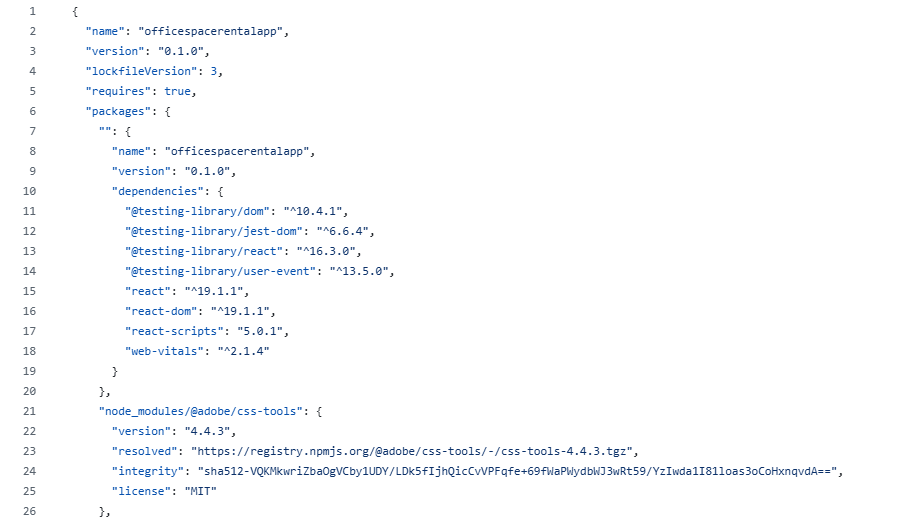 1 {
2 "name": "officespacerentalapp",
3 "version": "0.1.0",
4 "lockfileVersion": 3,
5 "requires": true,
6 "packages": {
7 "": {
8 "name": "officespacerentalapp",
9 "version": "0.1.0",
10 "dependencies": {
11 "@testing-library/dom": "^10.4.1",
12 "@testing-library/jest-dom": "^6.6.4",
13 "@testing-library/react": "^16.3.0",
14 "@testing-library/user-event": "^13.5.0",
15 "react": "^19.1.1",
16 "react-dom": "^19.1.1",
17 "react-scripts": "5.0.1",
18 "web-vitals": "^2.1.4"
19 }
20 },
21 "node_modules/@adobe/css-tools": {
22 "version": "4.4.3",
23 "resolved": "https://registry.npmjs.org/@adobe/css-tools/-/css-tools-4.4.3.tgz",
24 "integrity": "sha512-VQKMkwriZbaOgVCby1UDY/LDk5fIjhQicCvVPFqfe+69fWaPWydbWJ3wRt59/YzIwda1I81loas3oCoHxnqvdA==",
25 "license": "MIT"
26 },